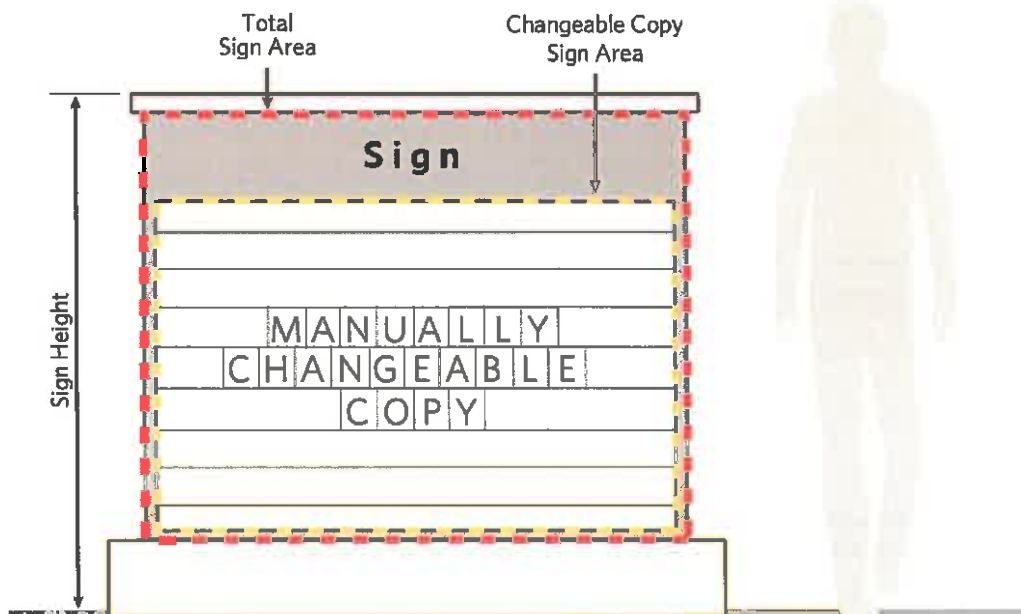 Total
Sign Area
Changeable Copy
Sign Area
Sign
Sign Height
MANUALLY
CHANGEABLE
COPY